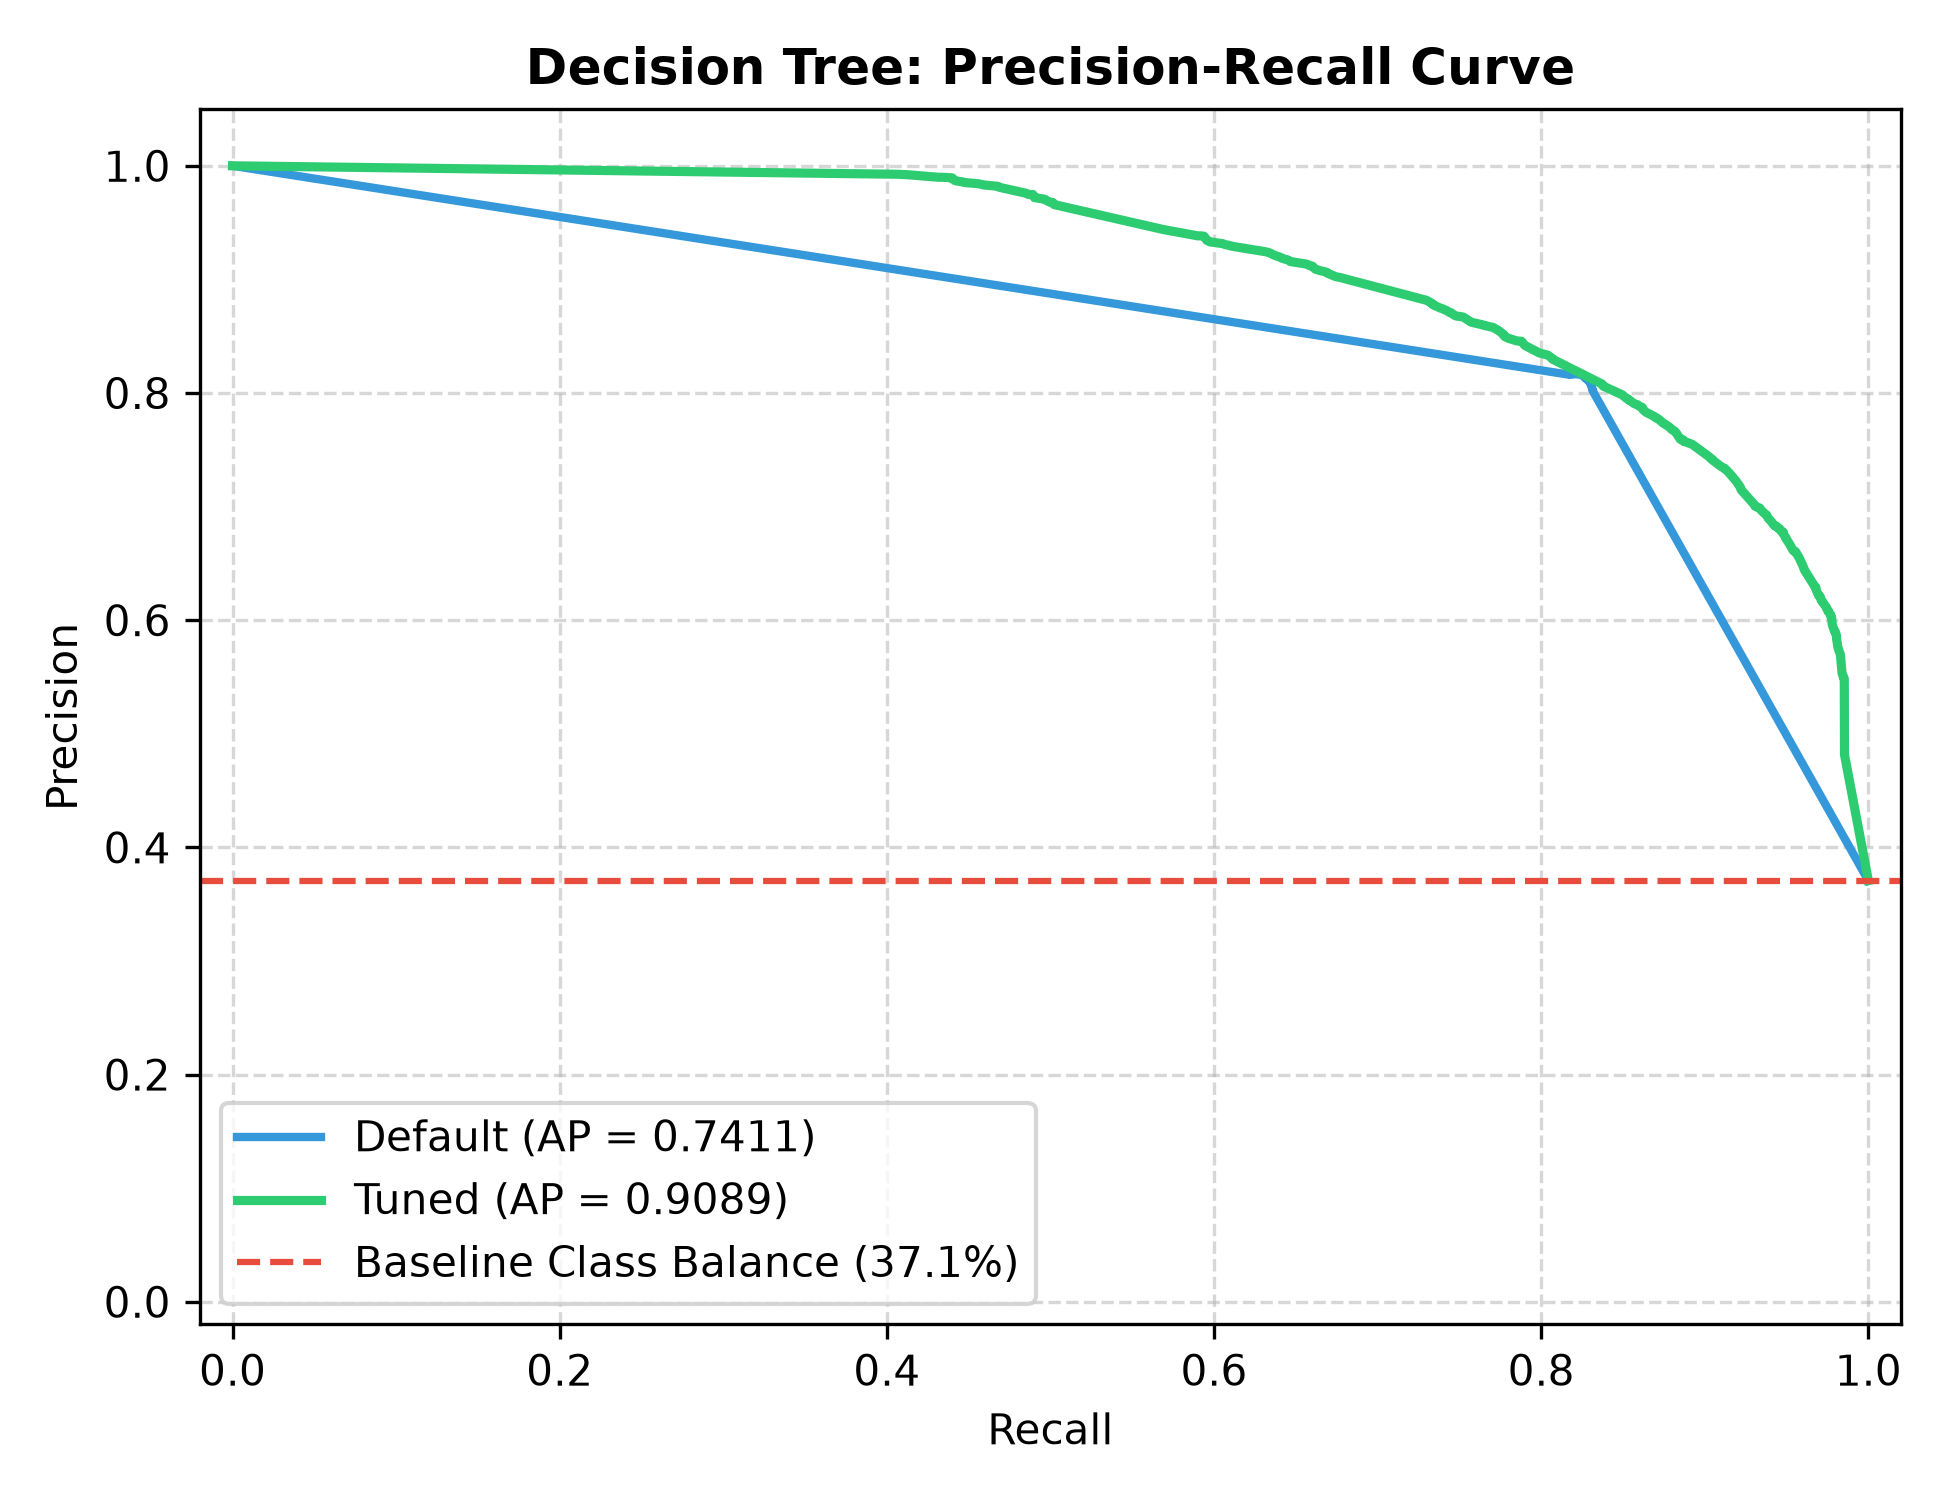 Decision Tree: Precision-Recall Curve
1.0
0.8
0.6
0.4
0.2
0.0
Precision
Default (AP = 0.7411)
Tuned (AP = 0.9089)
Baseline Class Balance (37.1%)
0.0 0.2 0.4 0.6 0.8 1.0
Recall